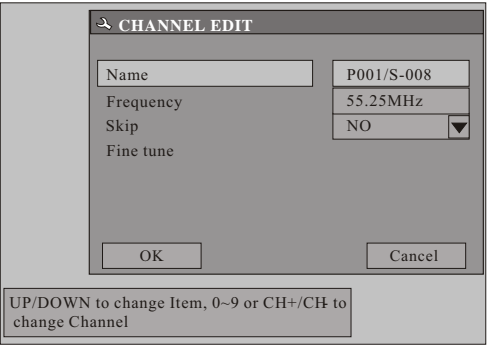 CHANNEL EDIT
Name P001/S-008
Frequency 55.25MHz
Skip NO
Fine tune
OK Cancel
UP/DOWN to change Item, 0~9 or CH+/CH- to
change Channel